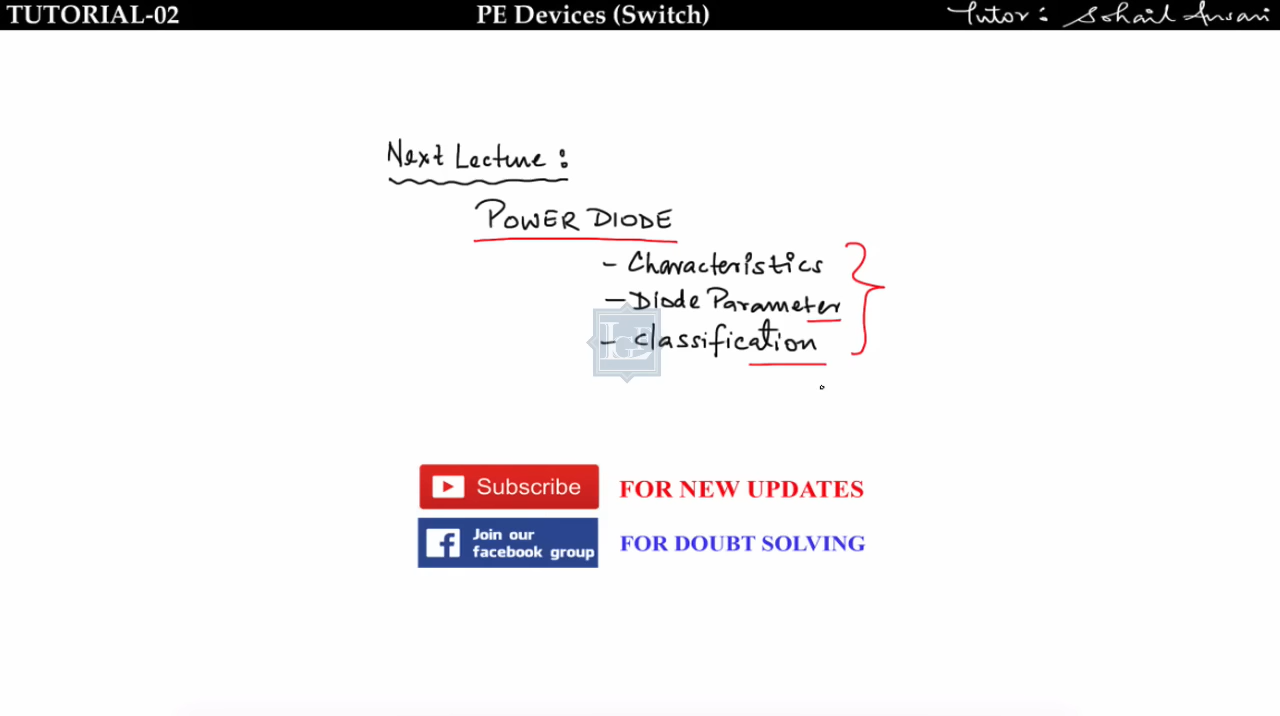 TUTORIAL-02 PE Devices (Switch) Tutor: Sohail Ansari
Next Lecture:
POWER DIODE
- Characteristics
- Diode Parameter
- Classification
Subscribe FOR NEW UPDATES
Join our
facebook group FOR DOUBT SOLVING